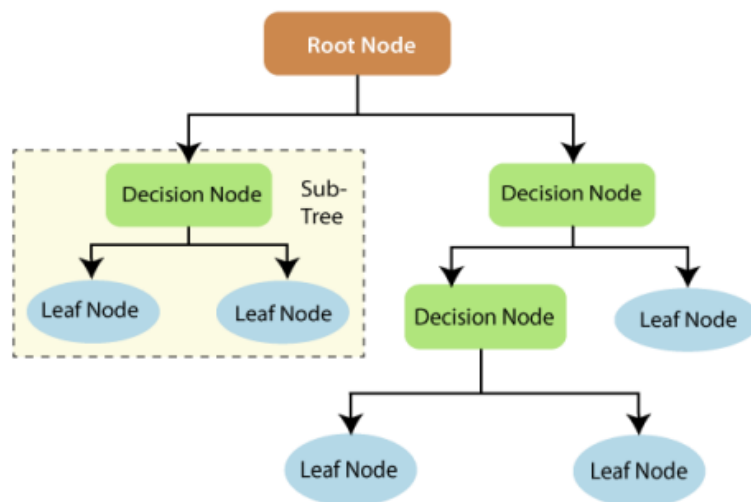 Root Node
Decision Node
Sub-
Tree
Decision Node
Leaf Node
Leaf Node
Decision Node
Leaf Node
Leaf Node
Leaf Node